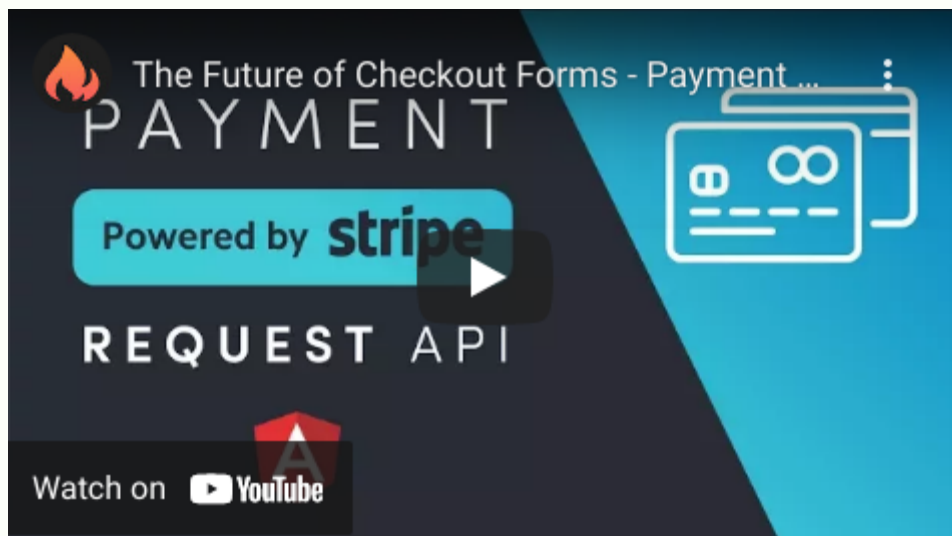 The Future of Checkout Forms - Payment ...
PAYMENT
Powered by stripe
REQUEST API
A
Watch on YouTube